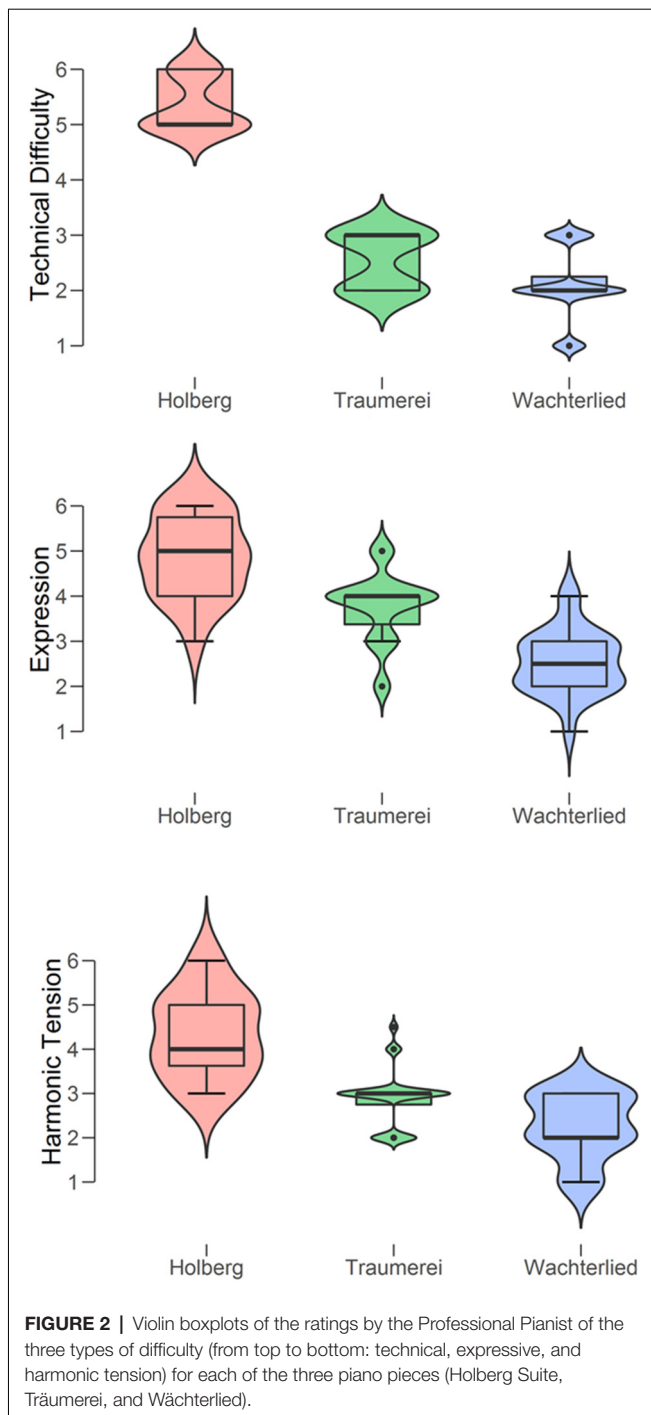 Technical Difficulty
6
5
4
3
2
1
Holberg Traumerei Wachterlied
Expression
6
5
4
3
2
1
Holberg Traumerei Wachterlied
Harmonic Tension
6
5
4
3
2
1
Holberg Traumerei Wachterlied
FIGURE 2 | Violin boxplots of the ratings by the Professional Pianist of the
three types of difficulty (from top to bottom: technical, expressive, and
harmonic tension) for each of the three piano pieces (Holberg Suite,
Träumerei, and Wächterlied).